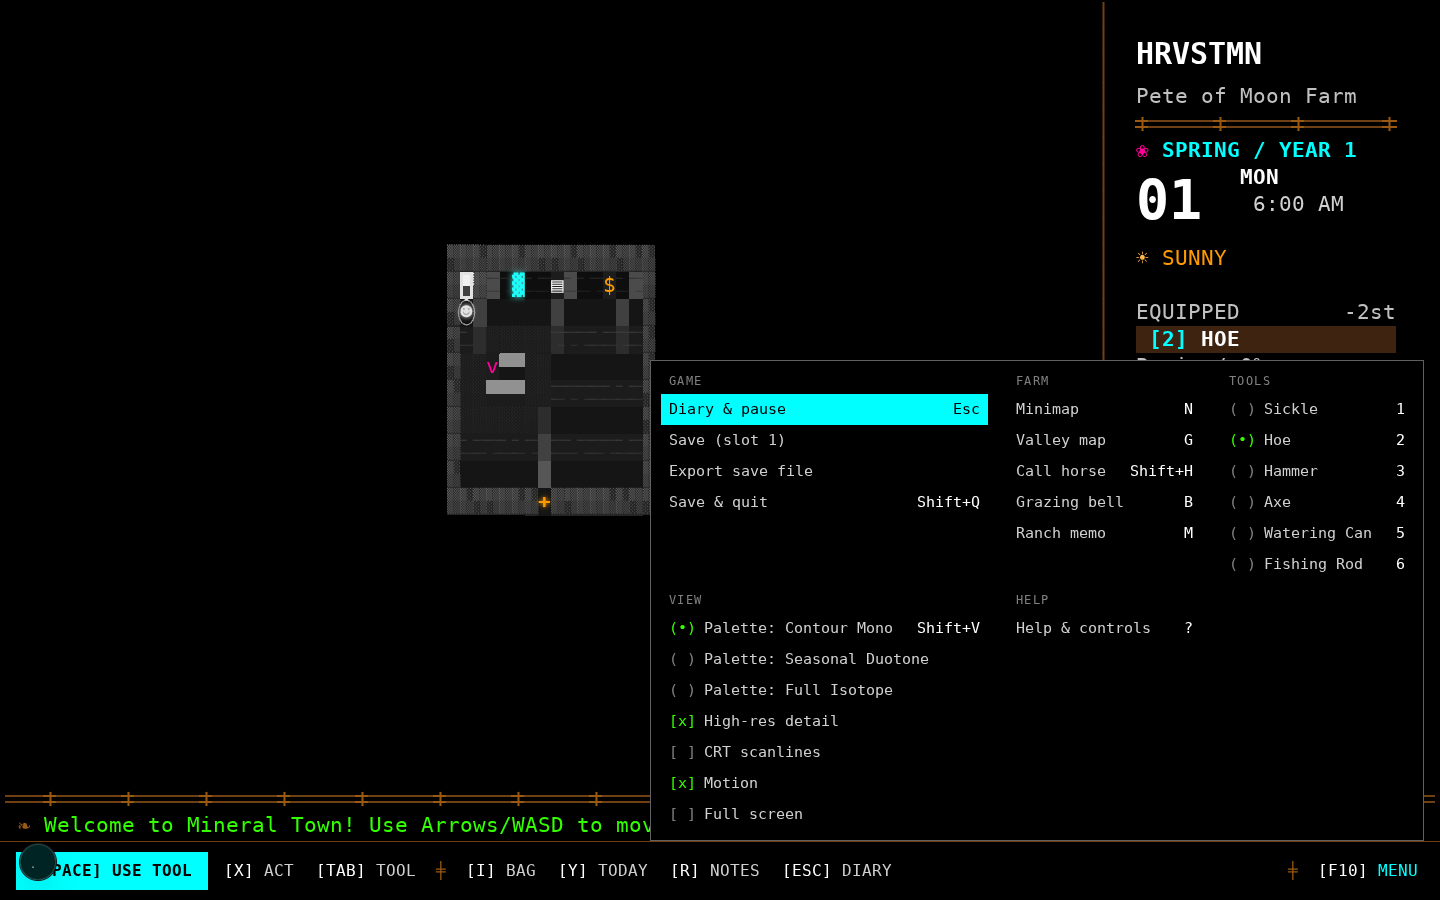 HRVSTMN
Pete of Moon Farm
❀ SPRING / YEAR 1
01 MON
6:00 AM
☀ SUNNY
EQUIPPED -2st
[2] HOE
$
v
+
GAME
Diary & pause Esc
Save (slot 1)
Export save file
Save & quit Shift+Q
FARM
Minimap N
Valley map G
Call horse Shift+H
Grazing bell B
Ranch memo M
TOOLS
( ) Sickle 1
(•) Hoe 2
( ) Hammer 3
( ) Axe 4
( ) Watering Can 5
( ) Fishing Rod 6
VIEW
(•) Palette: Contour Mono Shift+V
( ) Palette: Seasonal Duotone
( ) Palette: Full Isotope
[x] High-res detail
[ ] CRT scanlines
[x] Motion
[ ] Full screen
HELP
Help & controls ?
❧ Welcome to Mineral Town! Use Arrows/WASD to mov
PACE] USE TOOL [X] ACT [TAB] TOOL ╪ [I] BAG [Y] TODAY [R] NOTES [ESC] DIARY ╪ [F10] MENU